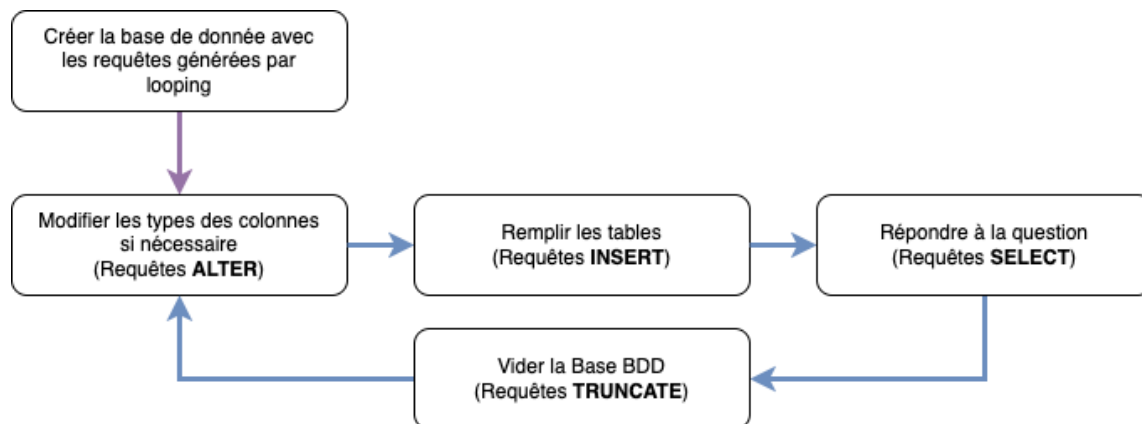 Créer la base de donnée avec
les requêtes générées par
looping
Modifier les types des colonnes
si nécessaire
(Requêtes ALTER)
Remplir les tables
(Requêtes INSERT)
Répondre à la question
(Requêtes SELECT)
Vider la Base BDD
(Requêtes TRUNCATE)